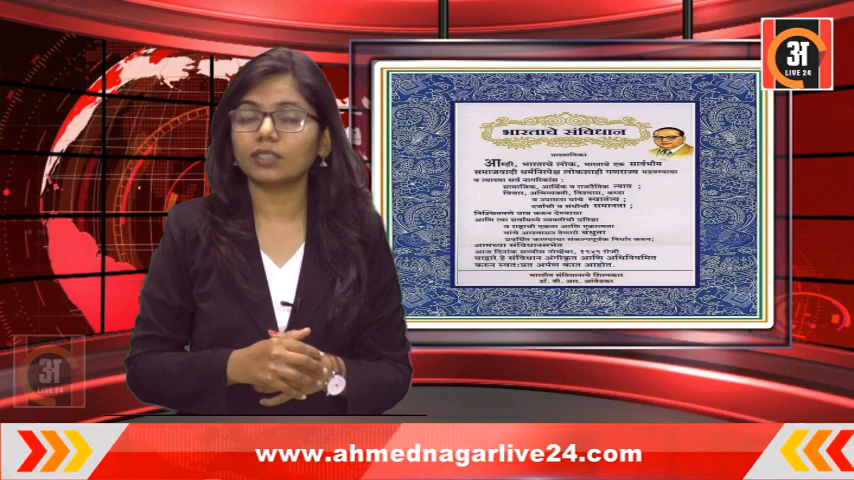 अ
LIVE 24
भारताचे संविधान
प्रास्ताविका
आम्ही, भारताचे लोक, भारताचे एक सार्वभौम
समाजवादी धर्मनिरपेक्ष लोकशाही गणराज्य घडवण्याचा
व त्याच्या सर्व नागरिकांस :
सामाजिक, आर्थिक व राजनैतिक न्याय ;
विचार, अभिव्यक्ती, विश्वास, श्रध्दा
व उपासना यांचे स्वातंत्र्य ;
दर्जाची व संधीची समानता ;
निश्चितपणे प्राप्त करुन देण्याचा
आणि त्या सर्वांमध्ये व्यक्तीची प्रतिष्ठा
व राष्ट्राची एकता आणि एकात्मता
यांचे आश्वासन देणारी बंधुता
प्रवर्धित करण्याचा संकल्पपूर्वक निर्धार करुन;
आमच्या संविधानसभेत
आज दिनांक सव्वीस नोव्हेंबर, १९४९ रोजी
याद्वारे हे संविधान अंगीकृत आणि अधिनियमित
करुन स्वतःप्रत अर्पण करत आहोत.
भारतीय संविधानाचे शिल्पकार
डॉ. बी. आर. आंबेडकर
अ
LIVE 24
www.ahmednagarlive24.com